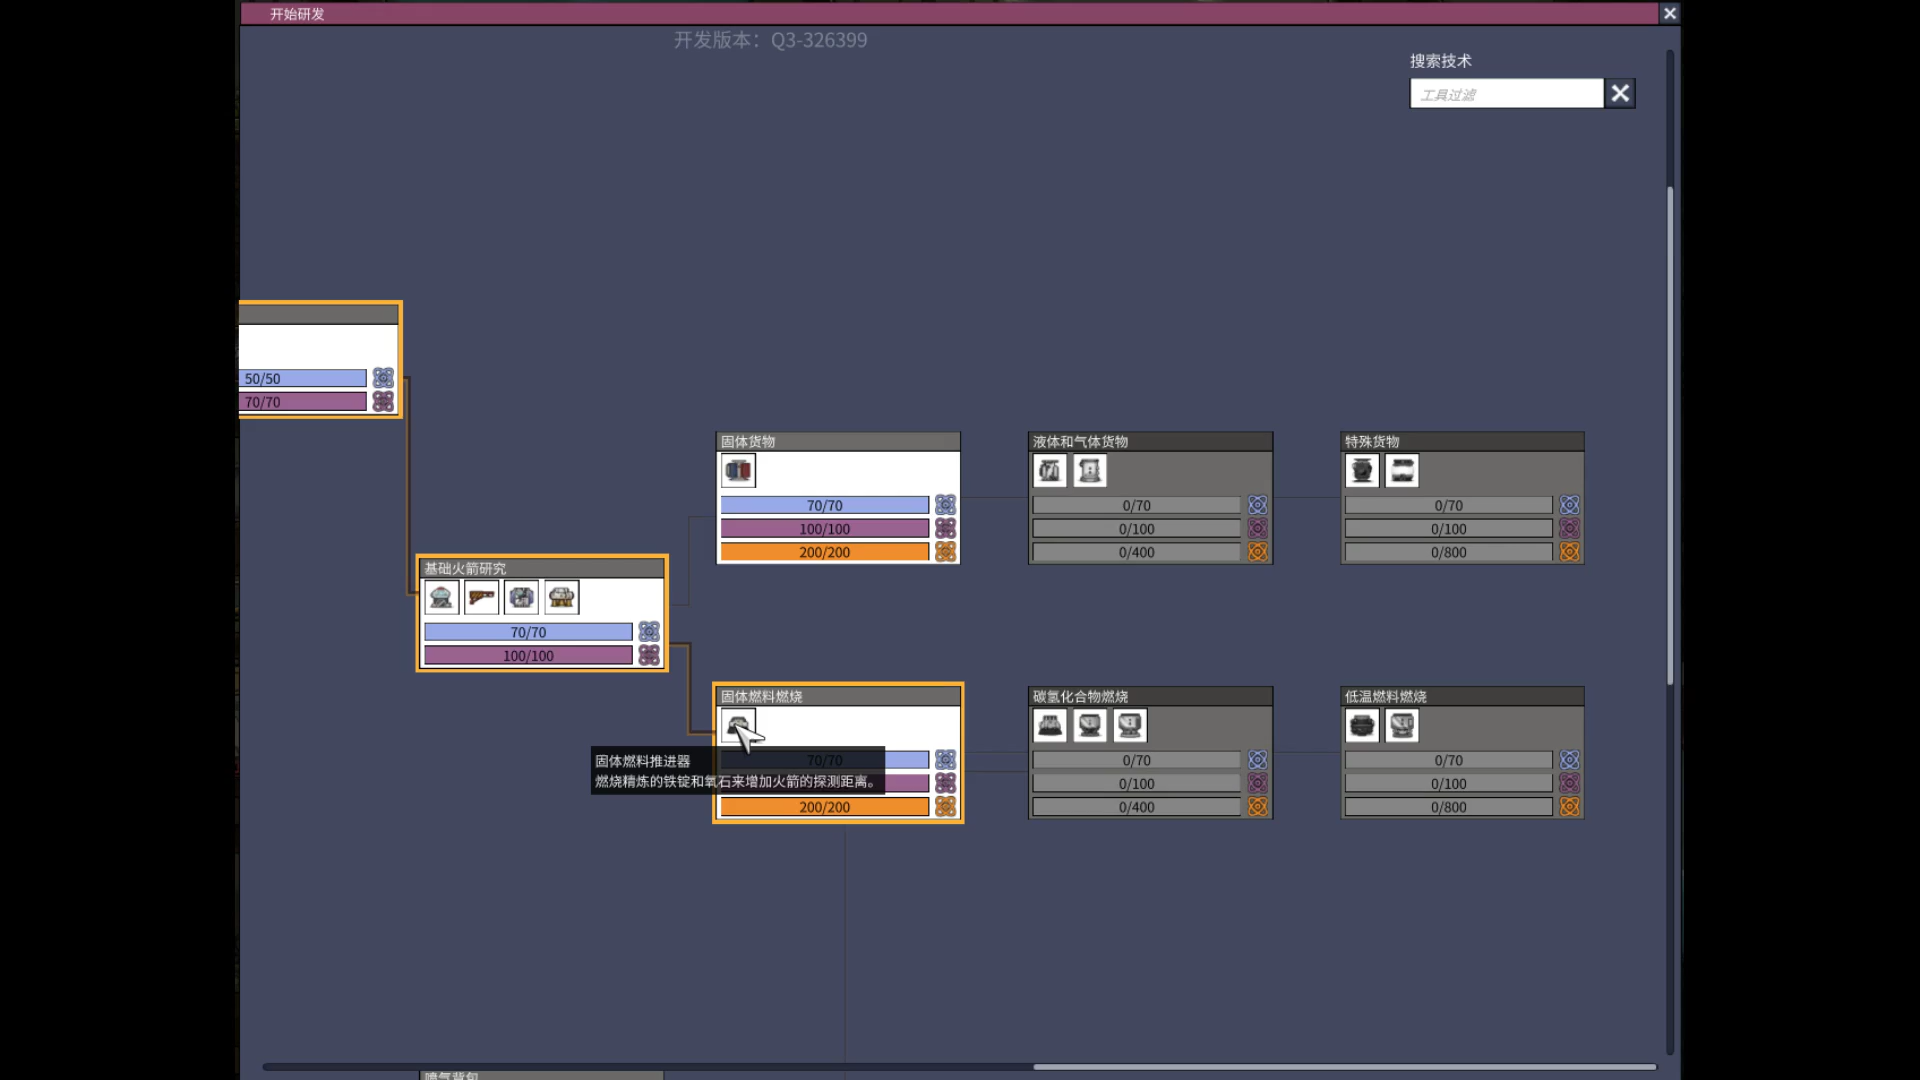 开始研发
开发版本：Q3-326399
搜索技术
工具过滤
50/50
70/70
固体货物
70/70
100/100
200/200
液体和气体货物
0/70
0/100
0/400
特殊货物
0/70
0/100
0/800
基础火箭研究
70/70
100/100
固体燃料燃烧
70/70
200/200
固体燃料推进器
燃烧精炼的铁锭和氧石来增加火箭的探测距离。
碳氢化合物燃烧
0/70
0/100
0/400
低温燃料燃烧
0/70
0/100
0/800
喷气背包